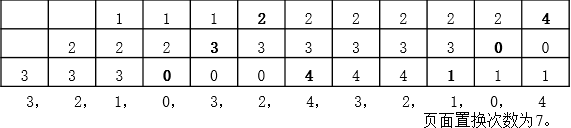 1 1 1 2 2 2 2 2 2 4
2 2 2 3 3 3 3 3 3 0 0
3 3 3 0 0 0 4 4 4 1 1 1
3， 2， 1， 0， 3， 2， 4， 3， 2， 1， 0， 4
页面置换次数为7。